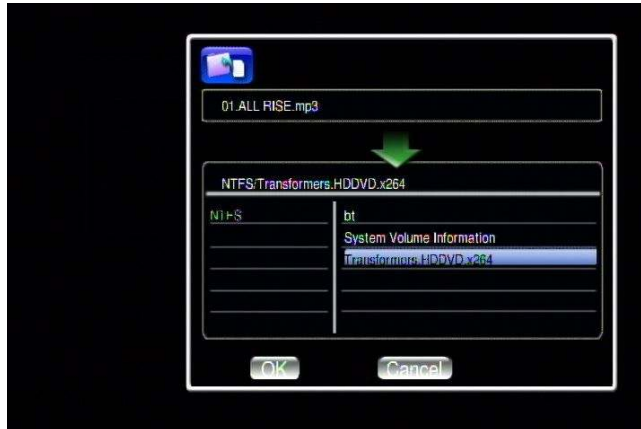 01.ALL RISE.mp3
NTFS/Transformers.HDDVD.x264
NTFS
bt
System Volume Information
Transformers.HDDVD.x264
OK
Cancel